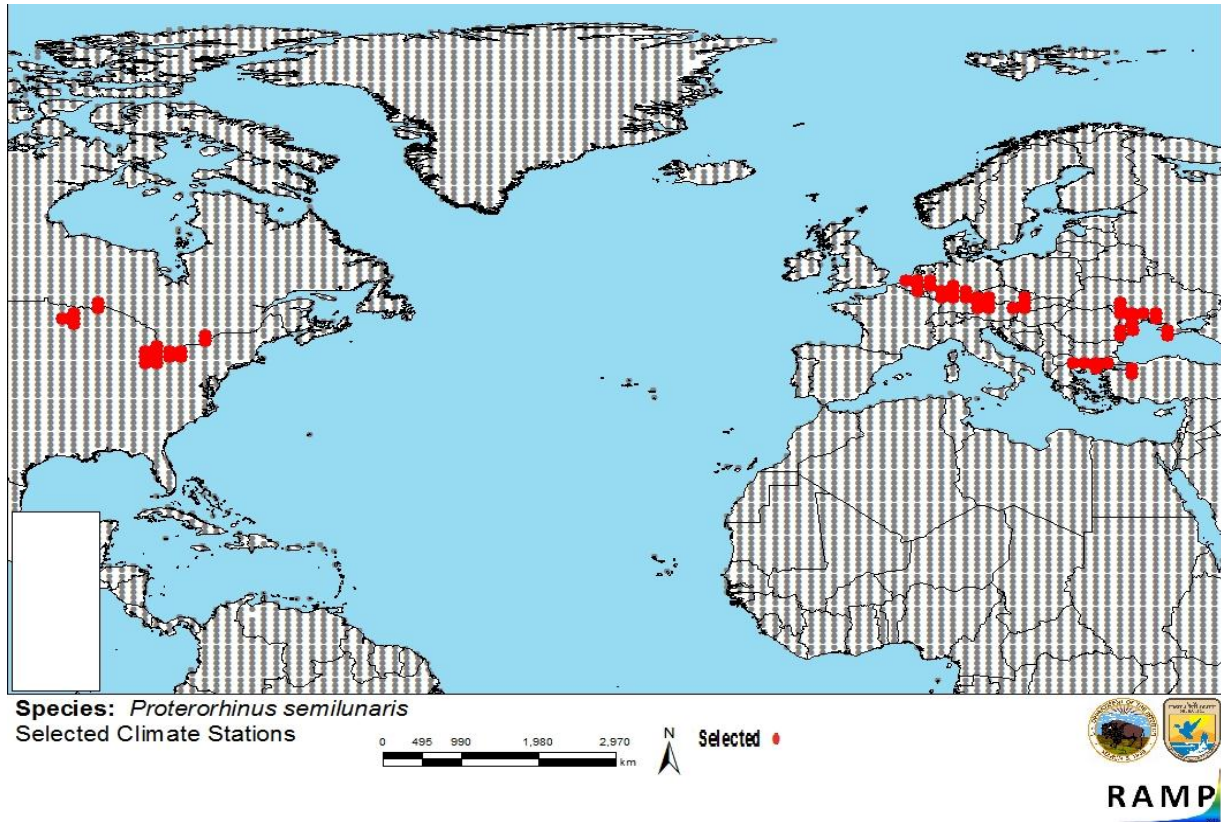 Species: Proterorhinus semilunaris
Selected Climate Stations
0 495 990 1,980 2,970
km
N
Selected
RAMP